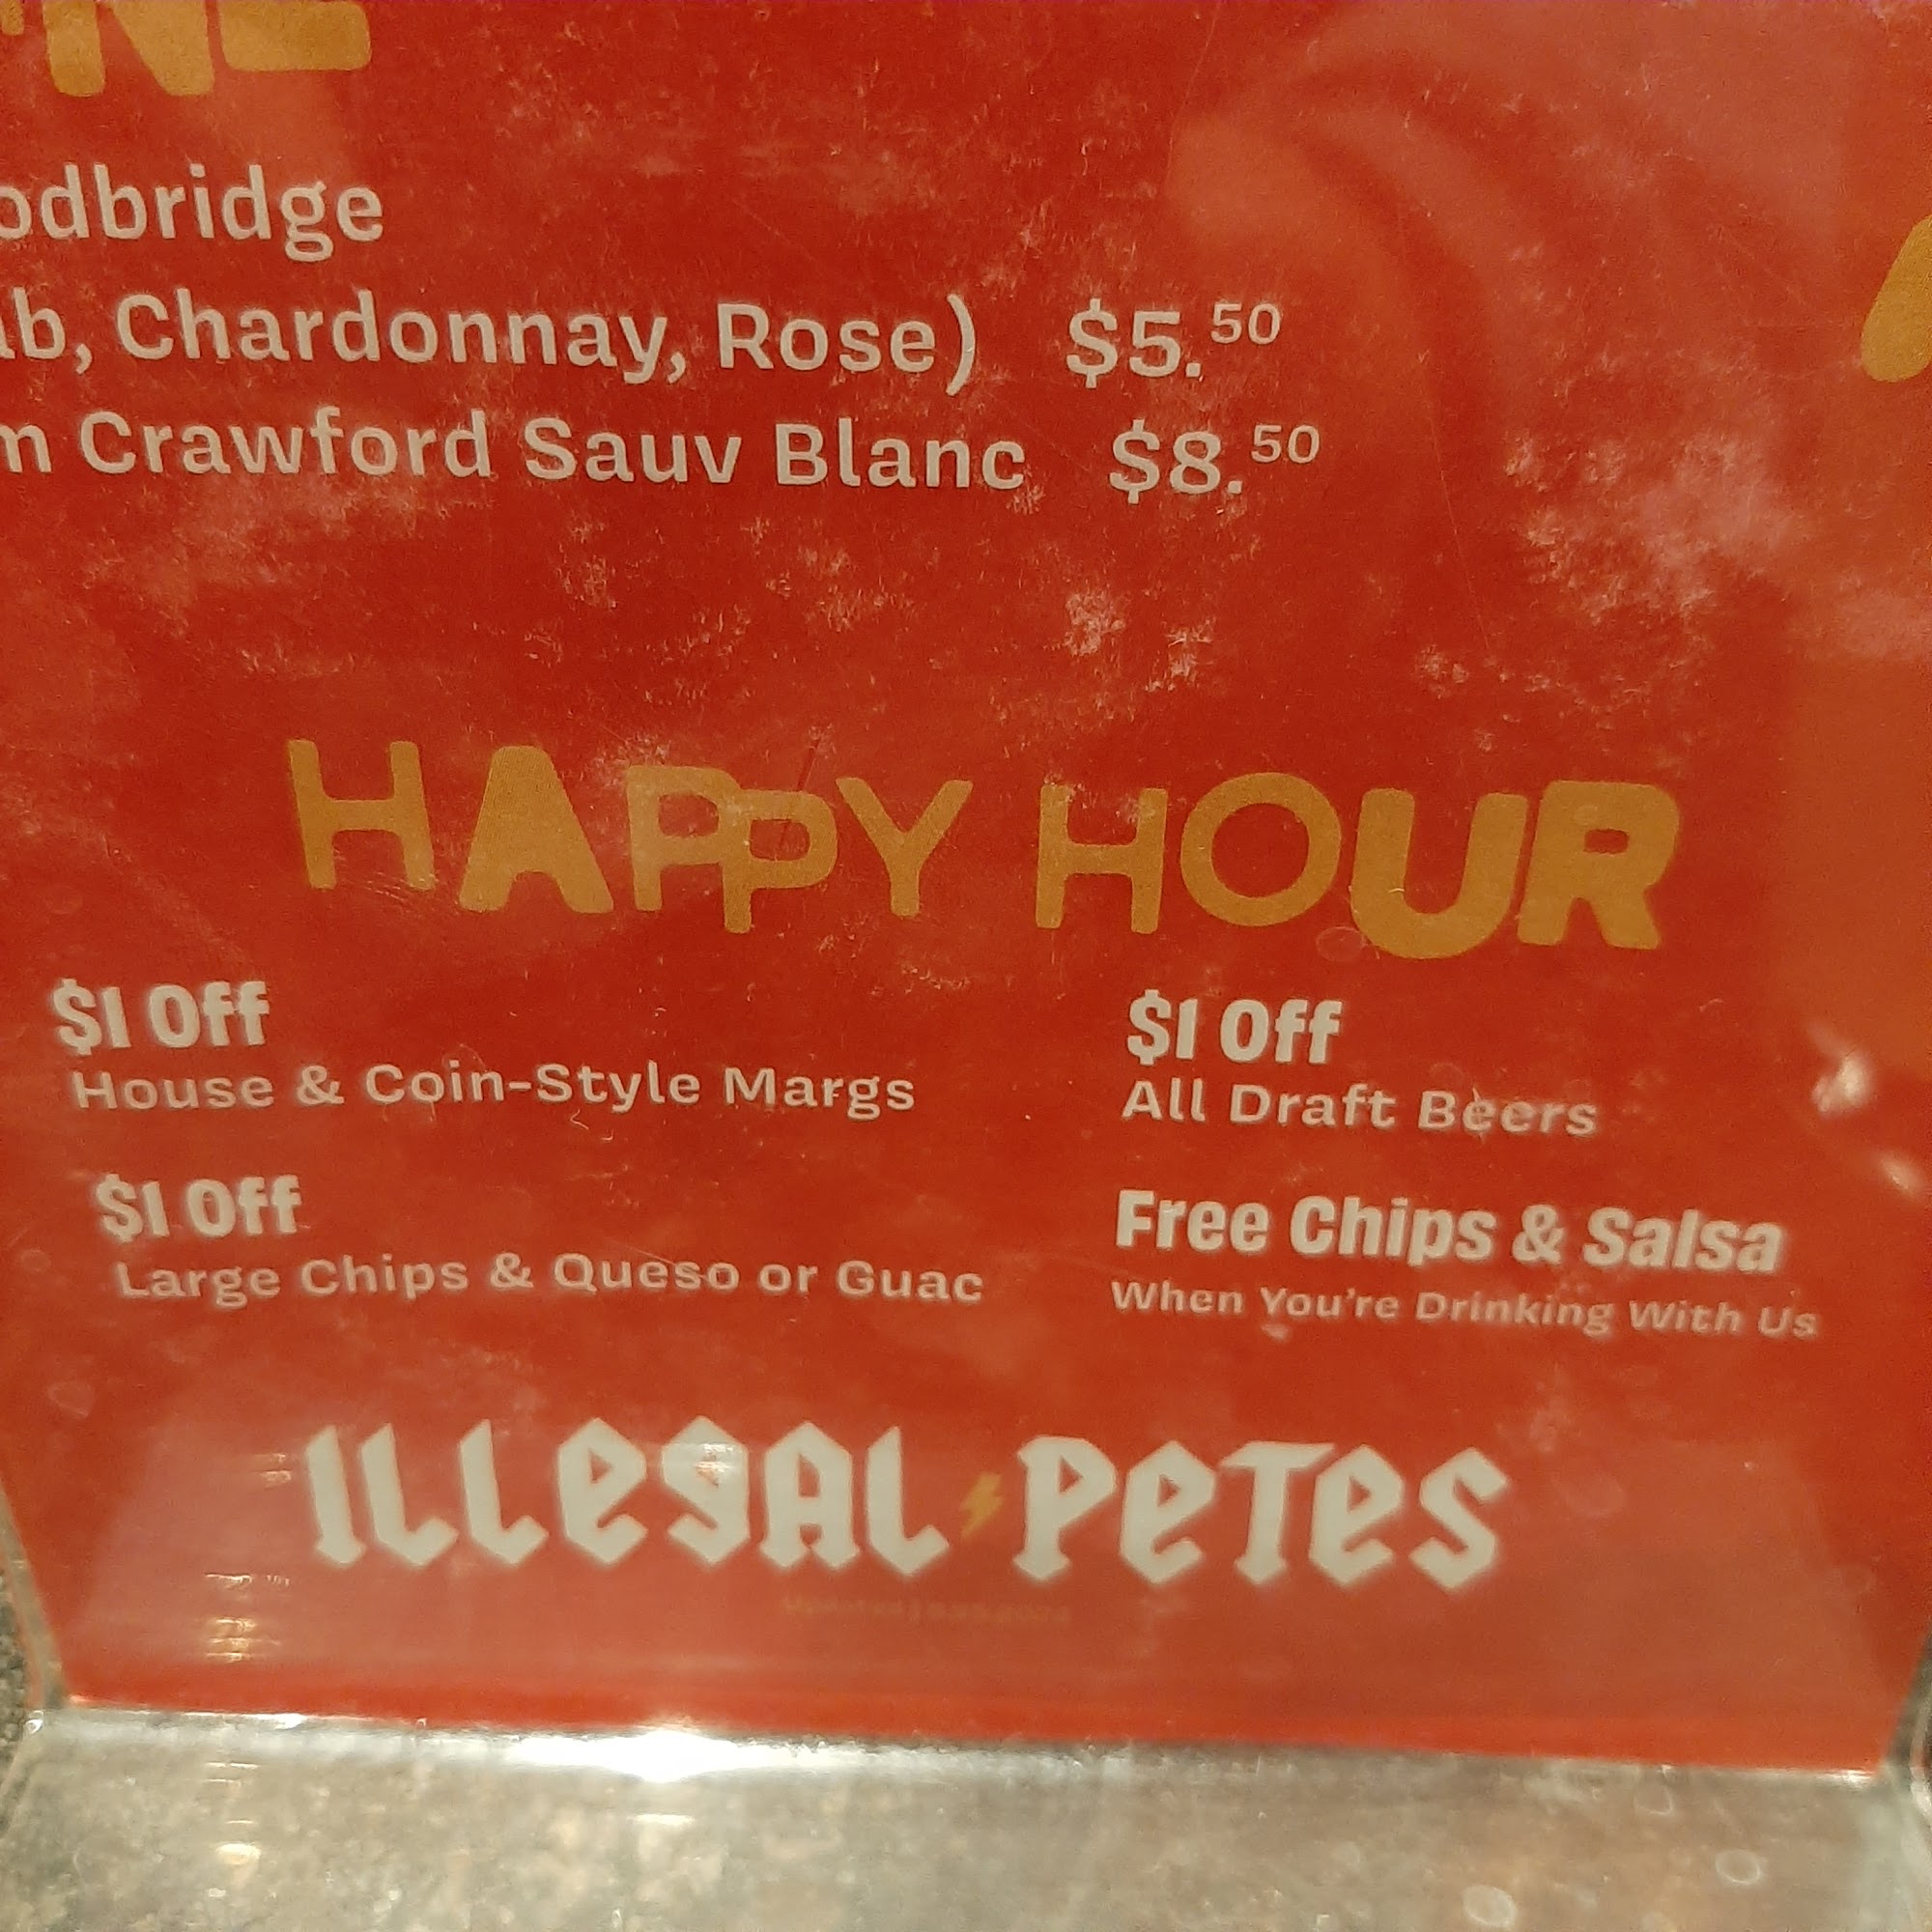 odbridge
ab, Chardonnay, Rose) $5.50
m Crawford Sauv Blanc $8.50
HAPPY HOUR
$1 Off
House & Coin-Style Margs
$1 Off
All Draft Beers
$1 Off
Large Chips & Queso or Guac
Free Chips & Salsa
When You're Drinking With Us
ILLeGAL PeTeS